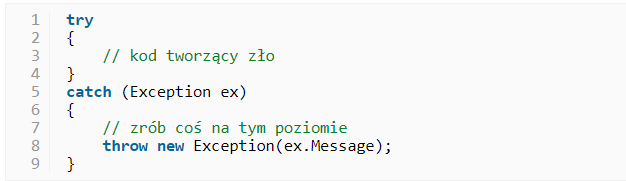 1 try
2 {
3     // kod tworzący zło
4 }
5 catch (Exception ex)
6 {
7     // zrób coś na tym poziomie
8     throw new Exception(ex.Message);
9 }